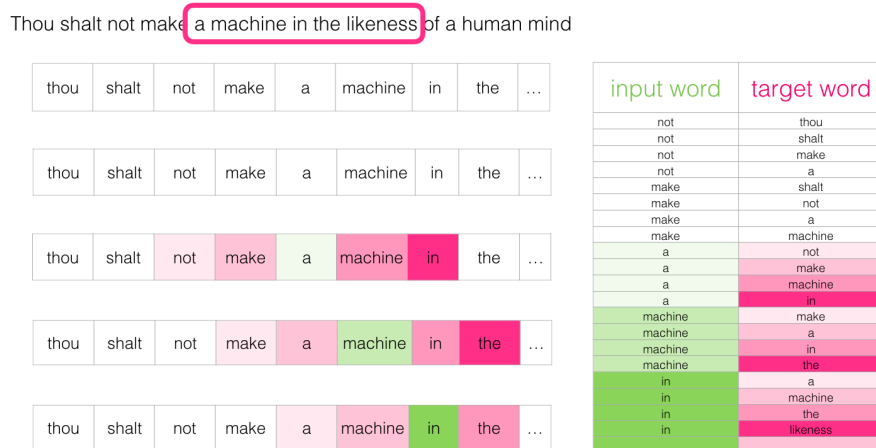 Thou shalt not make a machine in the likeness of a human mind
thou shalt not make a machine in the ...
thou shalt not make a machine in the ...
thou shalt not make a machine in the ...
thou shalt not make a machine in the ...
thou shalt not make a machine in the ...
input word target word
not thou
not shalt
not make
not a
make shalt
make not
make a
make machine
a not
a make
a machine
a in
machine make
machine a
machine in
machine the
in a
in machine
in the
in likeness